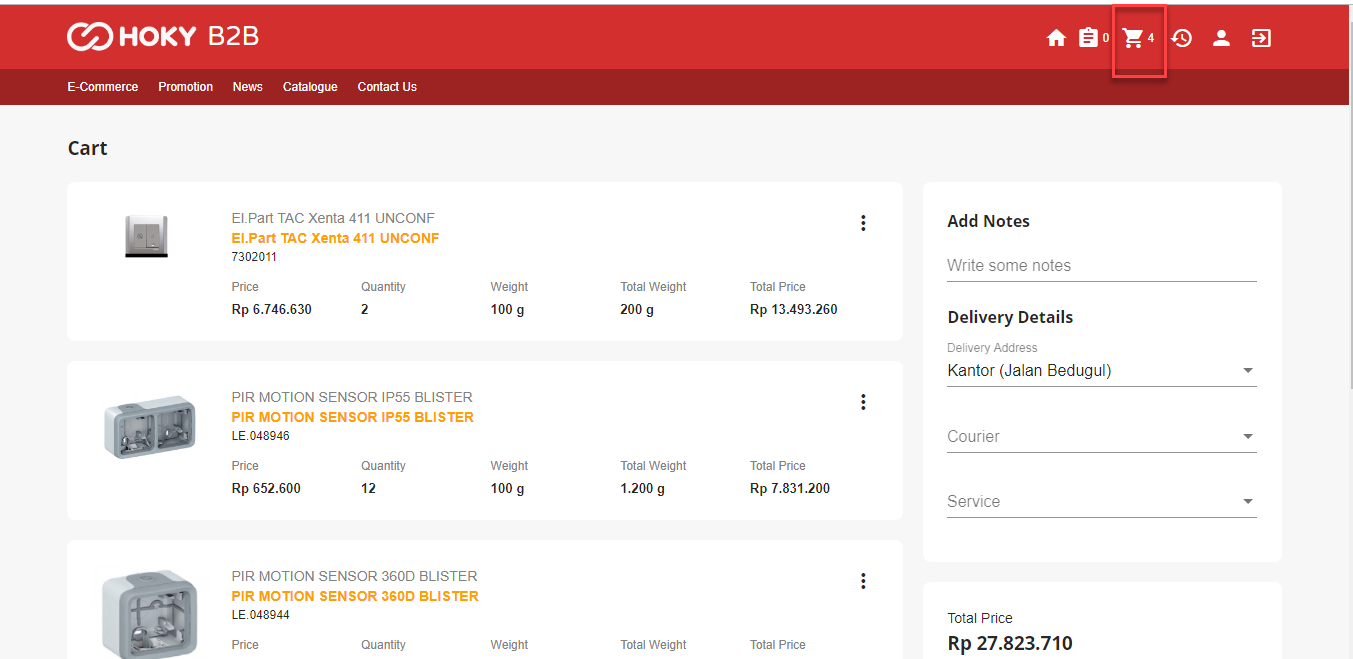 HOKY B2B
0
4
E-Commerce Promotion News Catalogue Contact Us
Cart
El.Part TAC Xenta 411 UNCONF
El.Part TAC Xenta 411 UNCONF
7302011
Price Quantity Weight Total Weight Total Price
Rp 6.746.630 2 100 g 200 g Rp 13.493.260
PIR MOTION SENSOR IP55 BLISTER
PIR MOTION SENSOR IP55 BLISTER
LE.048946
Price Quantity Weight Total Weight Total Price
Rp 652.600 12 100 g 1.200 g Rp 7.831.200
PIR MOTION SENSOR 360D BLISTER
PIR MOTION SENSOR 360D BLISTER
LE.048944
Price Quantity Weight Total Weight Total Price
Add Notes
Write some notes
Delivery Details
Delivery Address
Kantor (Jalan Bedugul)
Courier
Service
Total Price
Rp 27.823.710